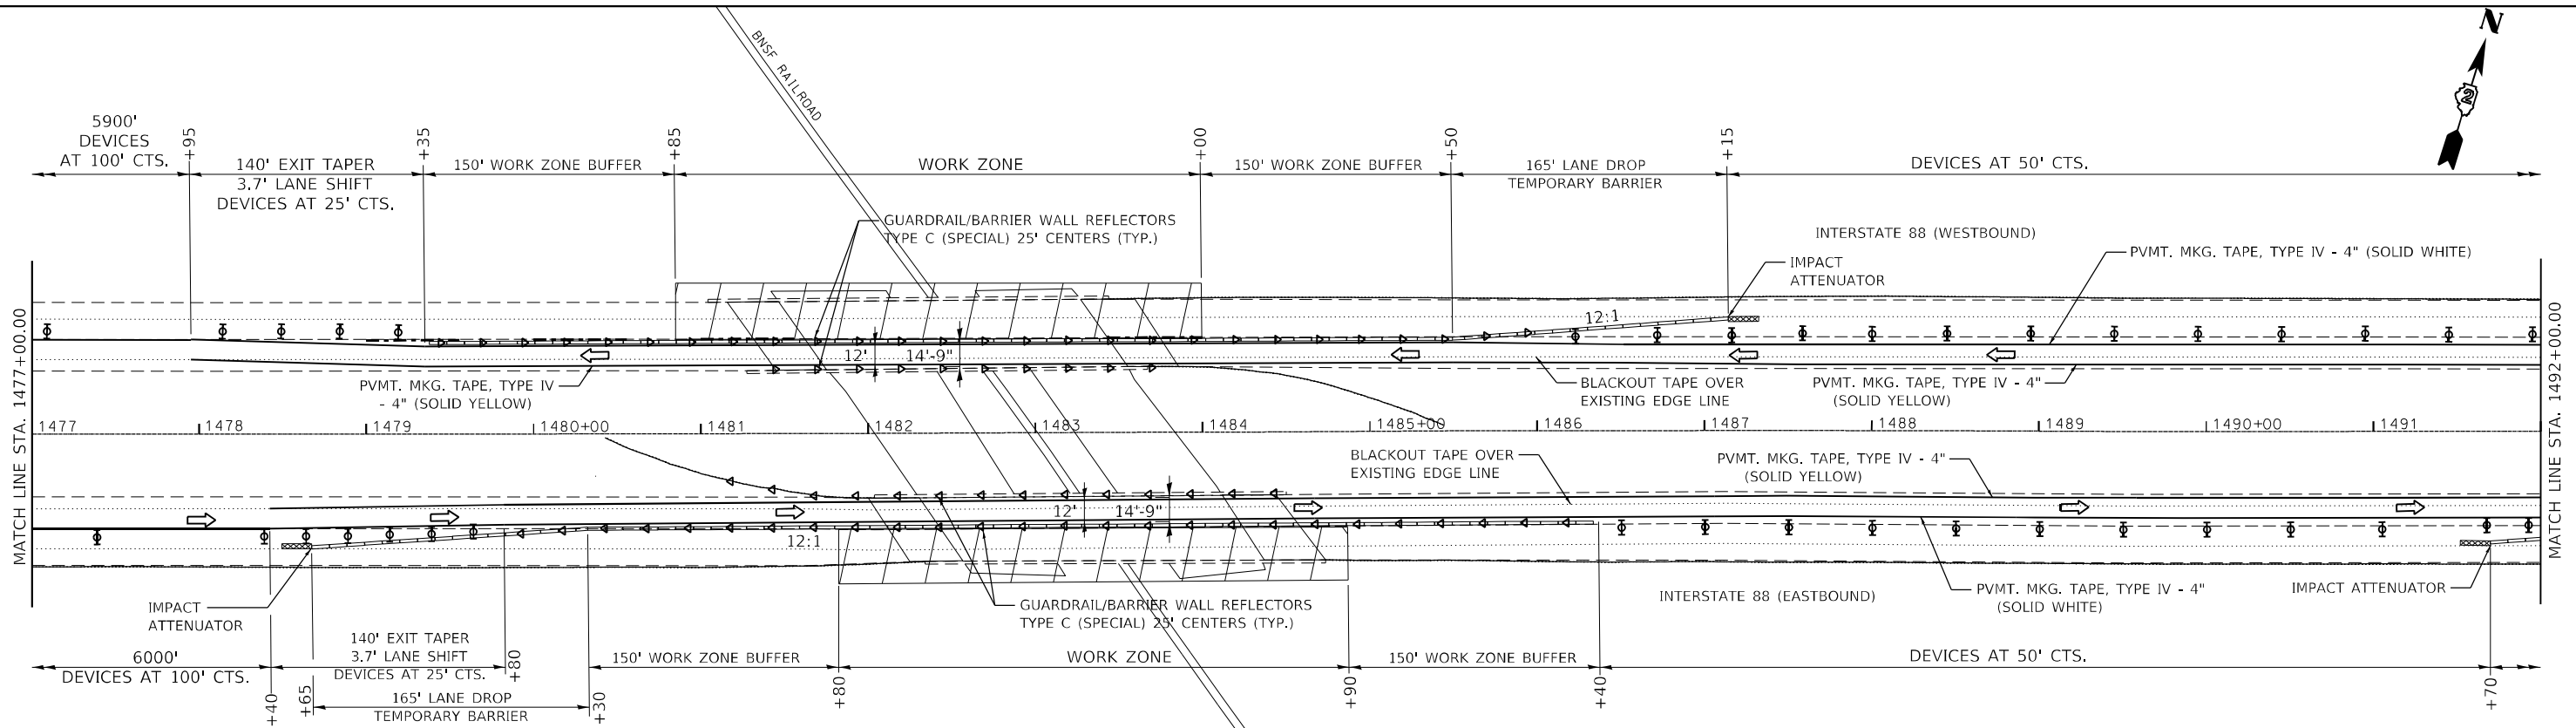 BNSF RAILROAD
N
2
5900'
DEVICES
AT 100' CTS.
+95
140' EXIT TAPER
3.7' LANE SHIFT
DEVICES AT 25' CTS.
+35
150' WORK ZONE BUFFER
+85
WORK ZONE
+00
150' WORK ZONE BUFFER
+50
165' LANE DROP
TEMPORARY BARRIER
+15
DEVICES AT 50' CTS.
GUARDRAIL/BARRIER WALL REFLECTORS
TYPE C (SPECIAL) 25' CENTERS (TYP.)
INTERSTATE 88 (WESTBOUND)
IMPACT
ATTENUATOR
PVMT. MKG. TAPE, TYPE IV - 4" (SOLID WHITE)
12:1
12'
14'-9"
PVMT. MKG. TAPE, TYPE IV
- 4" (SOLID YELLOW)
BLACKOUT TAPE OVER
EXISTING EDGE LINE
PVMT. MKG. TAPE, TYPE IV - 4"
(SOLID YELLOW)
MATCH LINE STA. 1477+00.00
MATCH LINE STA. 1492+00.00
1477
1478
1479
1480+00
1481
1482
1483
1484
1485+00
1486
1487
1488
1489
1490+00
1491
BLACKOUT TAPE OVER
EXISTING EDGE LINE
PVMT. MKG. TAPE, TYPE IV - 4"
(SOLID YELLOW)
12'
14'-9"
12:1
IMPACT
ATTENUATOR
GUARDRAIL/BARRIER WALL REFLECTORS
TYPE C (SPECIAL) 25' CENTERS (TYP.)
INTERSTATE 88 (EASTBOUND)
PVMT. MKG. TAPE, TYPE IV - 4"
(SOLID WHITE)
IMPACT ATTENUATOR
6000'
DEVICES AT 100' CTS.
+40
+65
140' EXIT TAPER
3.7' LANE SHIFT
DEVICES AT 25' CTS.
+80
165' LANE DROP
TEMPORARY BARRIER
+30
150' WORK ZONE BUFFER
+80
WORK ZONE
+90
150' WORK ZONE BUFFER
+40
DEVICES AT 50' CTS.
+70